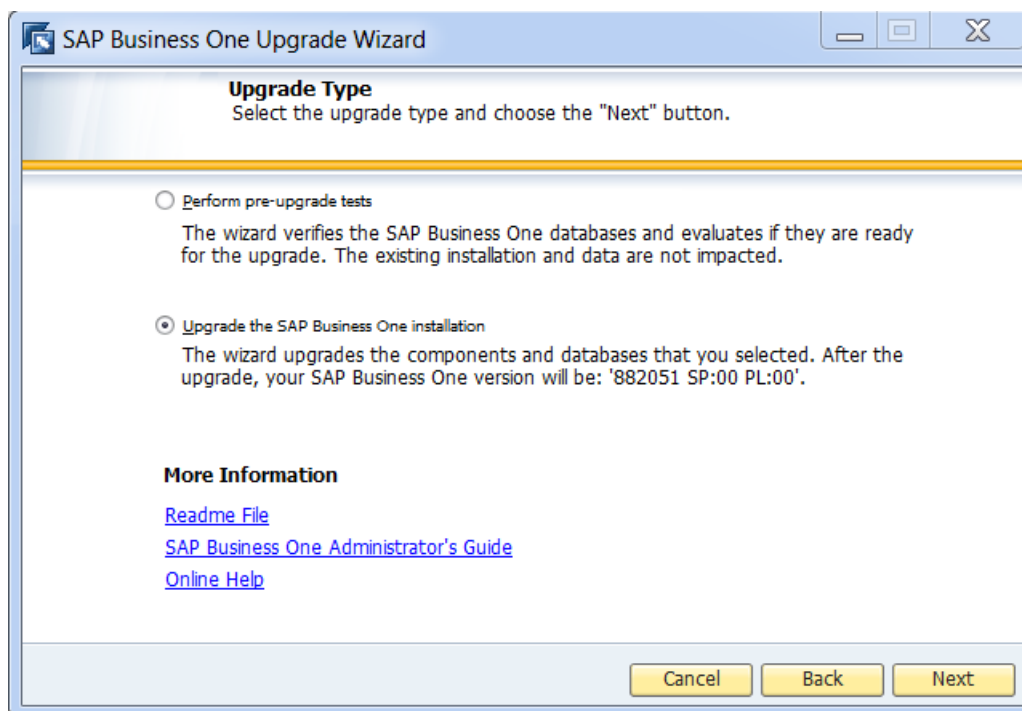 SAP Business One Upgrade Wizard
Upgrade Type
Select the upgrade type and choose the "Next" button.
Perform pre-upgrade tests
The wizard verifies the SAP Business One databases and evaluates if they are ready
for the upgrade. The existing installation and data are not impacted.
Upgrade the SAP Business One installation
The wizard upgrades the components and databases that you selected. After the
upgrade, your SAP Business One version will be: '882051 SP:00 PL:00'.
More Information
Readme File
SAP Business One Administrator's Guide
Online Help
Cancel Back Next